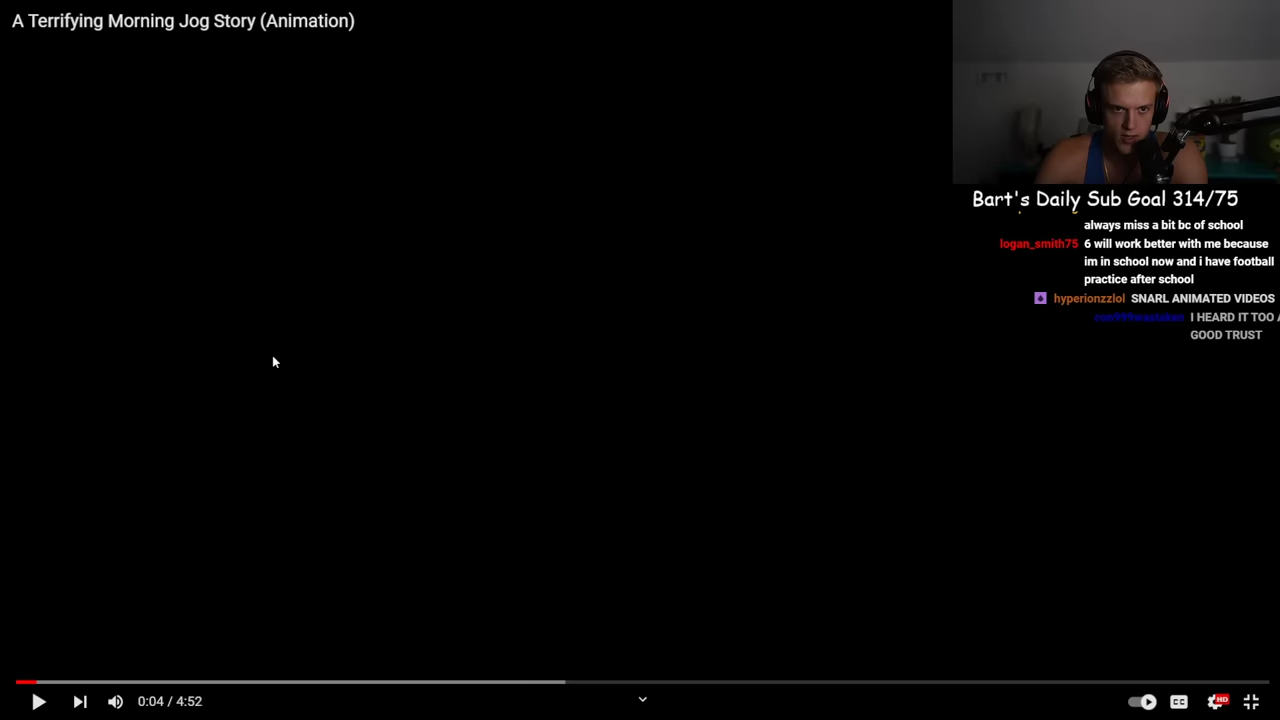 A Terrifying Morning Jog Story (Animation)
Bart's Daily Sub Goal 314/75
always miss a bit bc of school
logan_smith75 6 will work better with me because
im in school now and i have football
practice after school
hyperionzzlol SNARL ANIMATED VIDEOS
I HEARD IT TOO
GOOD TRUST
0:04 / 4:52
CC
HD